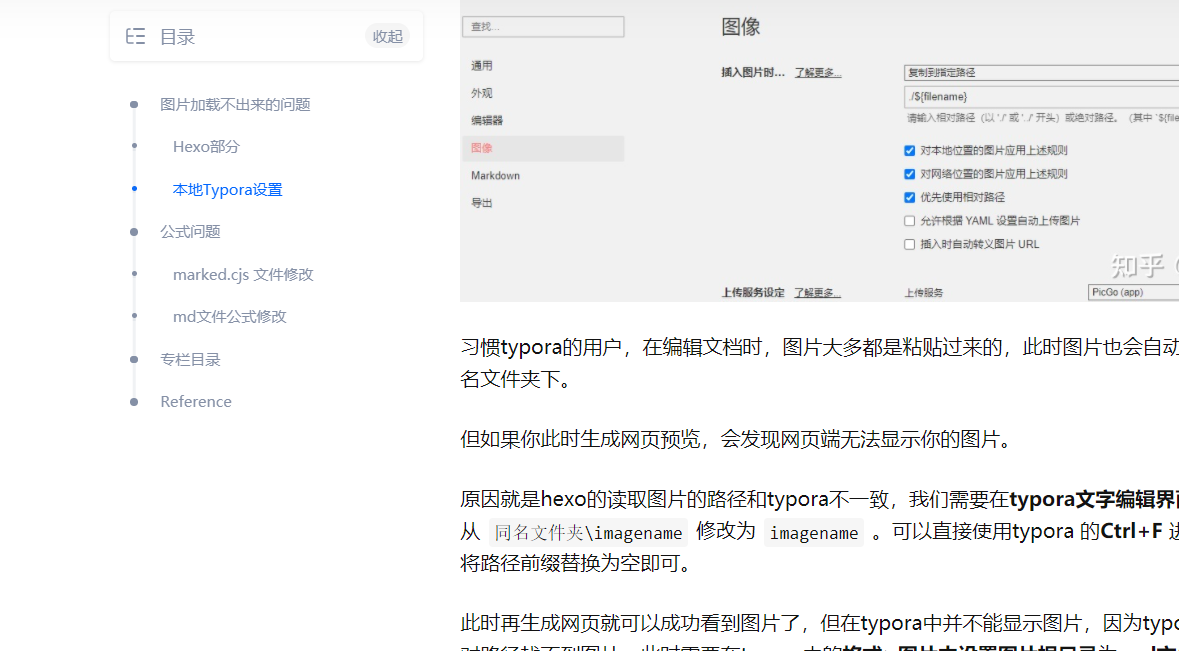 目录
收起
图片加载不出来的问题
Hexo部分
本地Typora设置
公式问题
marked.cjs 文件修改
md文件公式修改
专栏目录
Reference
查找...
通用
外观
编辑器
图像
Markdown
导出
图像
插入图片时... 了解更多...
复制到指定路径
./${filename}
请输入相对路径（以 './' 或 '../' 开头）或绝对路径。（其中 `${file
对本地位置的图片应用上述规则
对网络位置的图片应用上述规则
优先使用相对路径
允许根据 YAML 设置自动上传图片
插入时自动转义图片 URL
知乎
上传服务设定 了解更多... 上传服务 PicGo (app)
习惯typora的用户，在编辑文档时，图片大多都是粘贴过来的，此时图片也会自动
名文件夹下。
但如果你此时生成网页预览，会发现网页端无法显示你的图片。
原因就是hexo的读取图片的路径和typora不一致，我们需要在typora文字编辑界
从 同名文件夹\imagename 修改为 imagename 。可以直接使用typora 的Ctrl+F
将路径前缀替换为空即可。
此时再生成网页就可以成功看到图片了，但在typora中并不能显示图片，因为typo